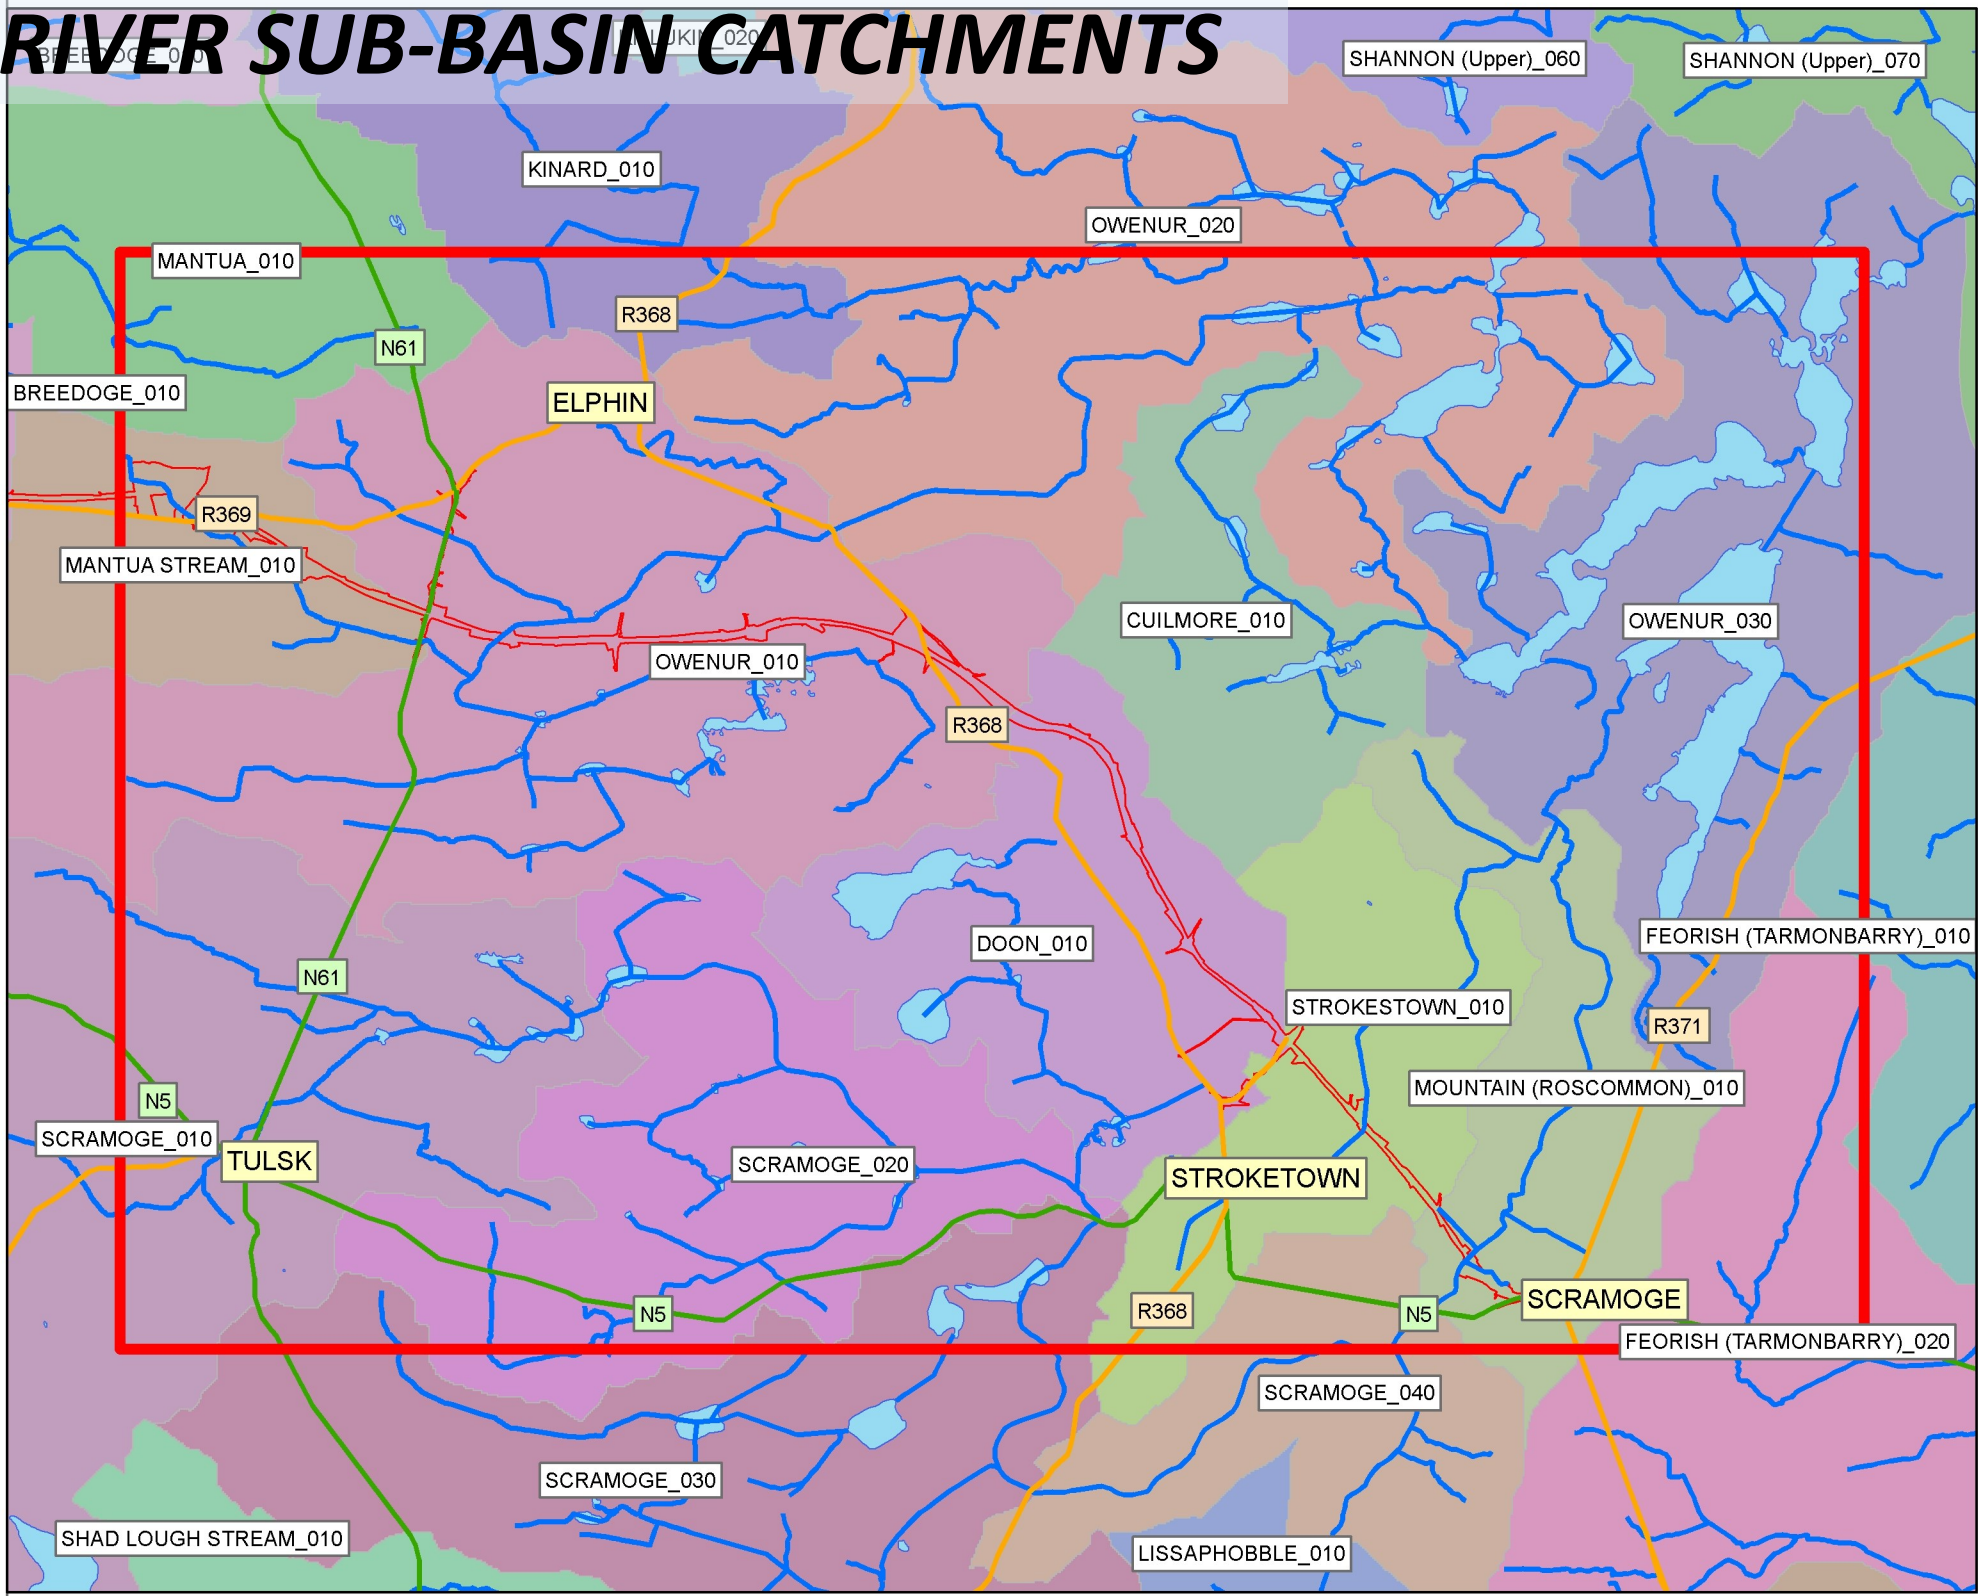 RIVER SUB-BASIN CATCHMENTS
SHANNON (Upper)_060
SHANNON (Upper)_070
KINARD_010
OWENUR_020
MANTUA_010
R368
N61
BREEDOGE_010
ELPHIN
R369
MANTUA STREAM_010
CUILMORE_010
OWENUR_030
OWENUR_010
R368
DOON_010
FEORISH (TARMONBARRY)_010
N61
STROKESTOWN_010
R371
MOUNTAIN (ROSCOMMON)_010
N5
SCRAMOGE_010
TULSK
SCRAMOGE_020
STROKETOWN
N5
R368
N5
SCRAMOGE
FEORISH (TARMONBARRY)_020
SCRAMOGE_040
SCRAMOGE_030
SHAD LOUGH STREAM_010
LISSAPHOBBLE_010